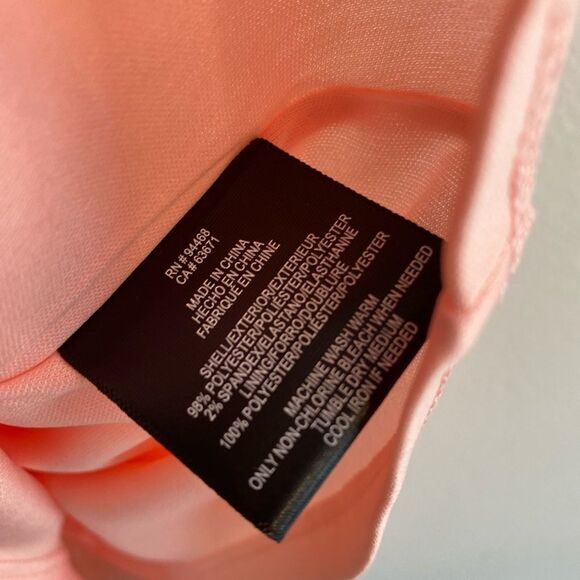 RN # 94468
CA # 63671
MADE IN CHINA
HECHO EN CHINA
FABRIQUE EN CHINE
SHELL/EXTERIOR/EXTERIEUR
98% POLYESTER/POLIÉSTER/POLYESTER
2% SPANDEX/ELASTANO/ELASTHANNE
LINING/FORRO/DOUBLURE
100% POLYESTER/POLIÉSTER/POLYESTER
MACHINE WASH WARM
ONLY NON-CHLORINE BLEACH WHEN NEEDED
TUMBLE DRY MEDIUM
COOL IRON IF NEEDED